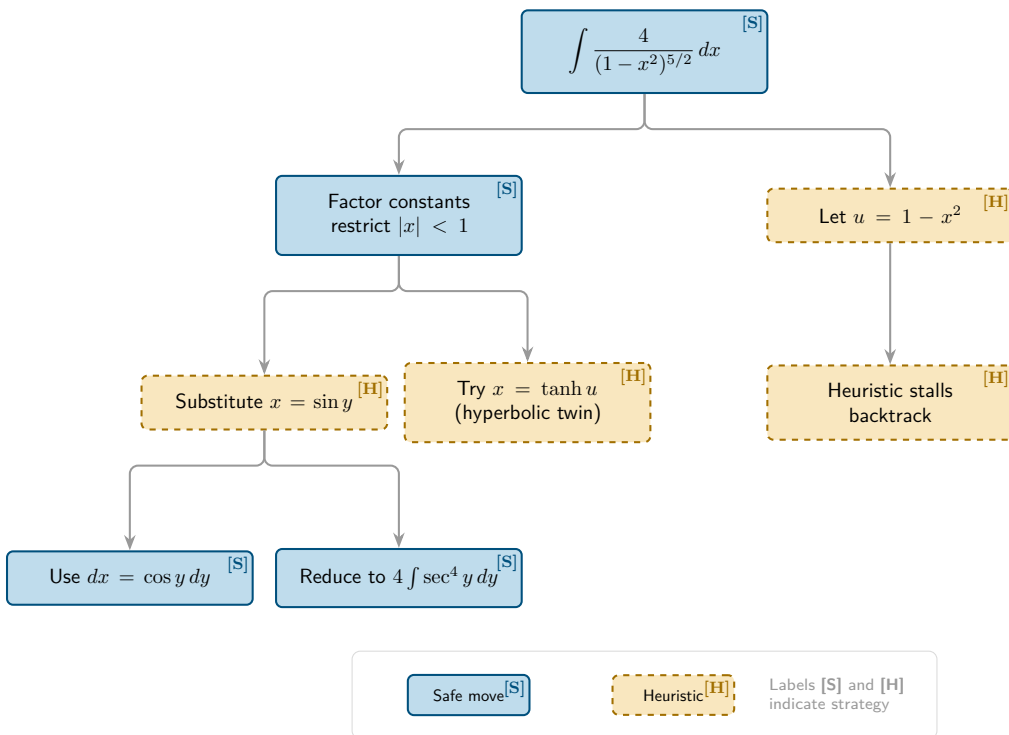 [S]
∫ 4/(1 − x²)^{5/2} dx
[S]
Factor constants
restrict |x| < 1
[H]
Let u = 1 − x²
[H]
Substitute x = sin y
[H]
Try x = tanh u
(hyperbolic twin)
[H]
Heuristic stalls
backtrack
[S]
Use dx = cos y dy
[S]
Reduce to 4 ∫ sec⁴ y dy
Safe move [S]
Heuristic [H]
Labels [S] and [H]
indicate strategy